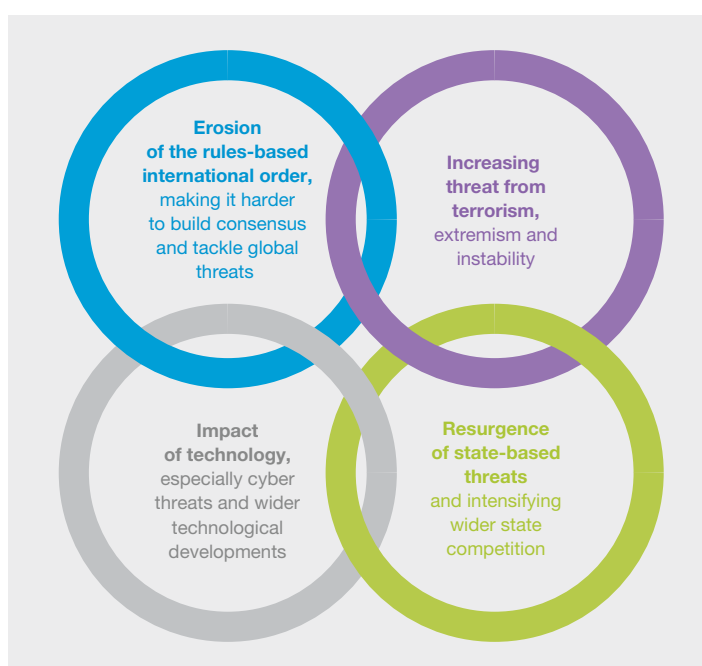 Erosion
of the rules-based
international order,
making it harder
to build consensus
and tackle global
threats
Increasing
threat from
terrorism,
extremism and
instability
Impact
of technology,
especially cyber
threats and wider
technological
developments
Resurgence
of state-based
threats
and intensifying
wider state
competition